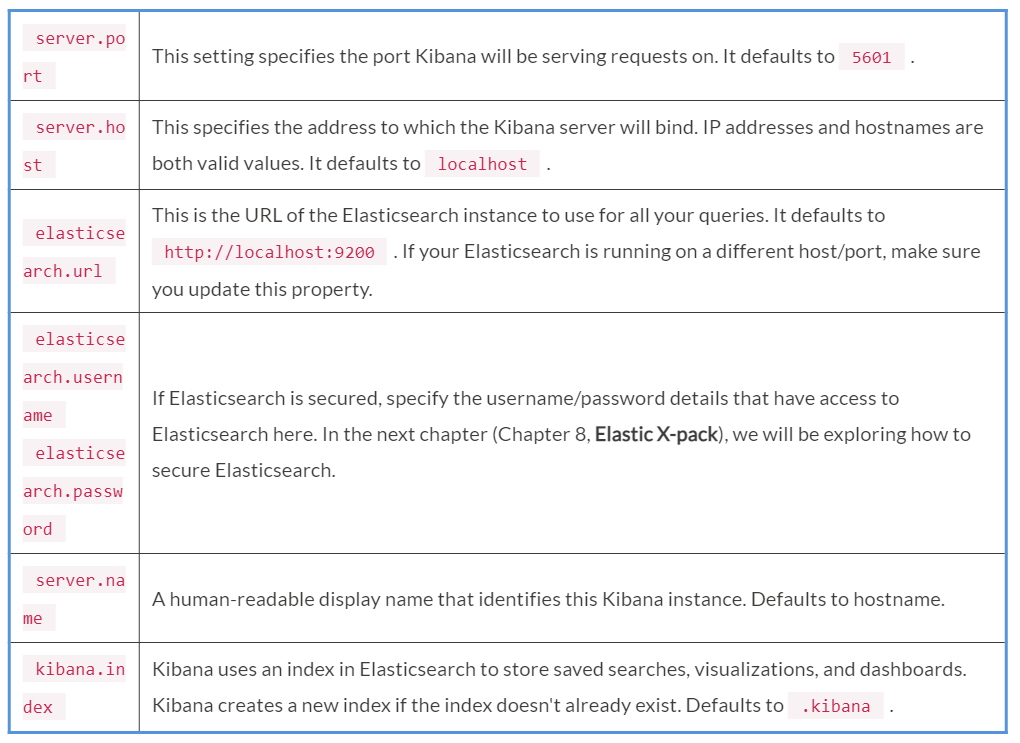 server.po
rt
This setting specifies the port Kibana will be serving requests on. It defaults to 5601 .
server.ho
st
This specifies the address to which the Kibana server will bind. IP addresses and hostnames are
both valid values. It defaults to localhost .
elasticse
arch.url
This is the URL of the Elasticsearch instance to use for all your queries. It defaults to
http://localhost:9200 . If your Elasticsearch is running on a different host/port, make sure
you update this property.
elasticse
arch.usern
ame
elasticse
arch.passw
ord
If Elasticsearch is secured, specify the username/password details that have access to
Elasticsearch here. In the next chapter (Chapter 8, Elastic X-pack), we will be exploring how to
secure Elasticsearch.
server.na
me
A human-readable display name that identifies this Kibana instance. Defaults to hostname.
kibana.in
dex
Kibana uses an index in Elasticsearch to store saved searches, visualizations, and dashboards.
Kibana creates a new index if the index doesn't already exist. Defaults to .kibana .